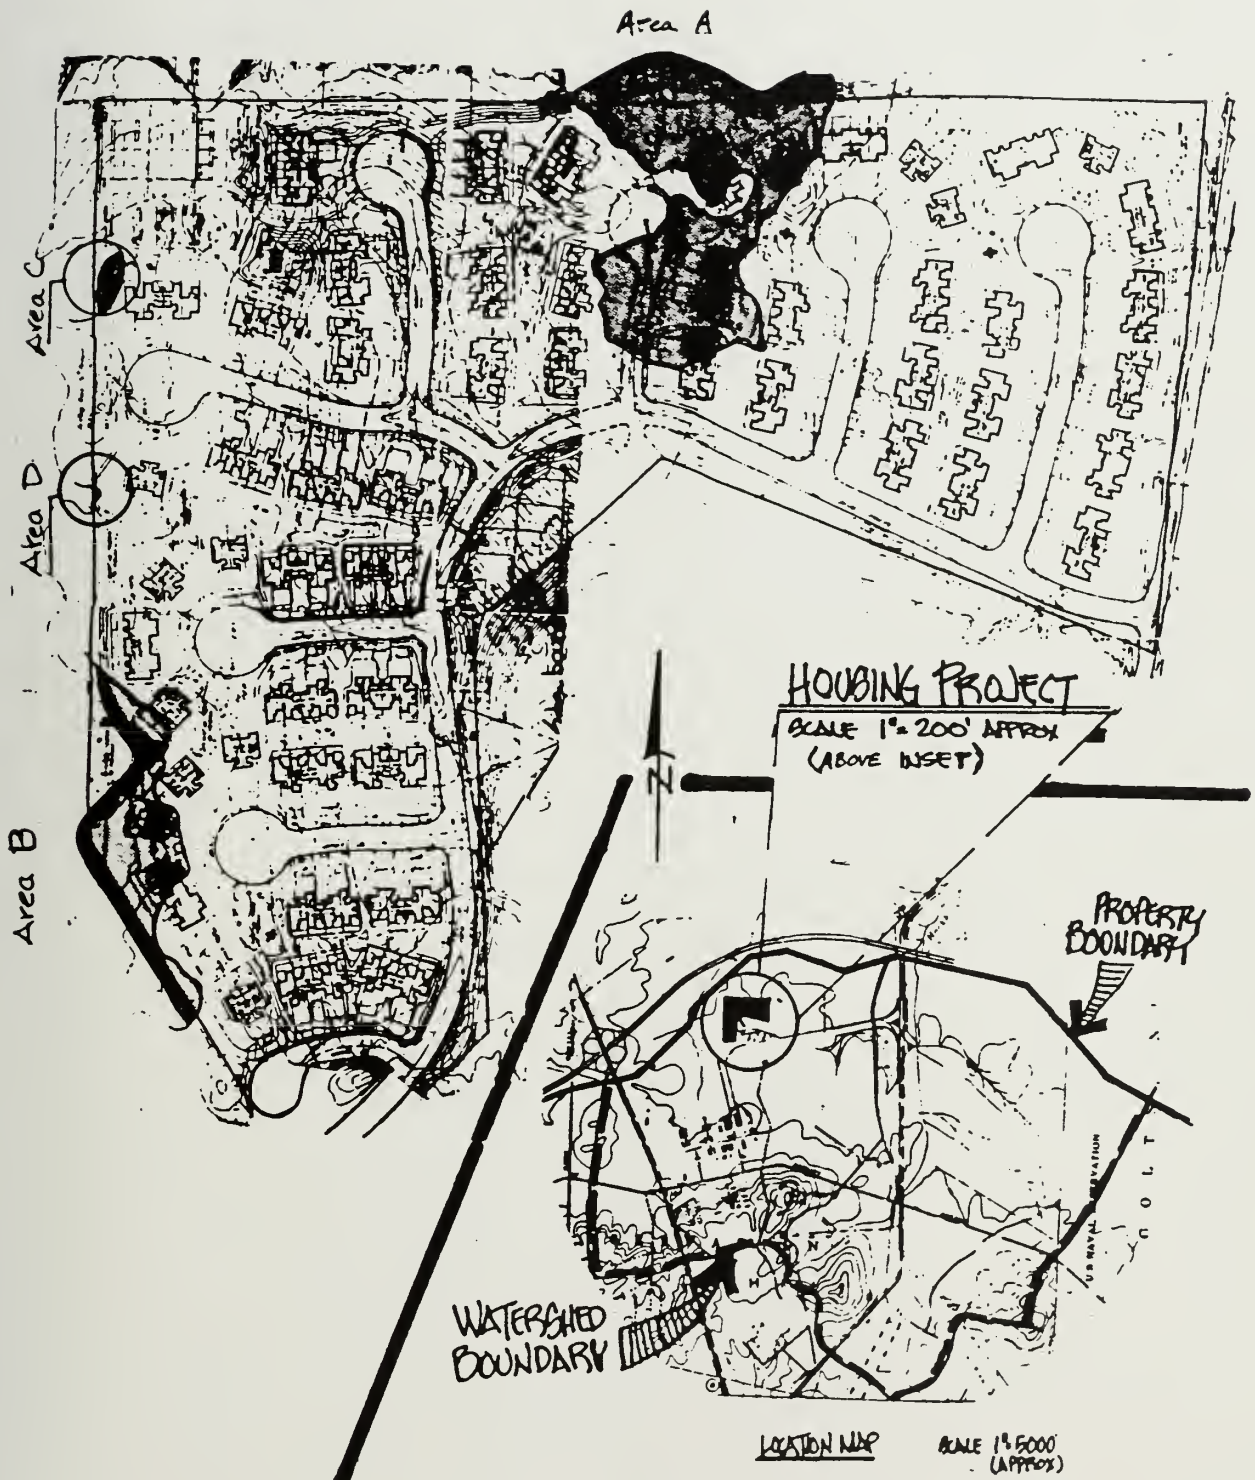 Area A
Area C
Area D
Area B
HOUSING PROJECT
SCALE 1"= 200' APPROX
(ABOVE INSET)
N
PROPERTY
BOUNDARY
N
H
WATERSHED
BOUNDARY
LOCATION MAP
SCALE 1"= 5000'
(APPROX)